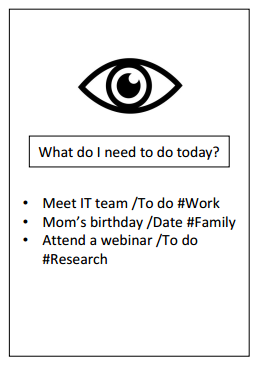 What do I need to do today?
• Meet IT team /To do #Work
• Mom’s birthday /Date #Family
• Attend a webinar /To do
#Research